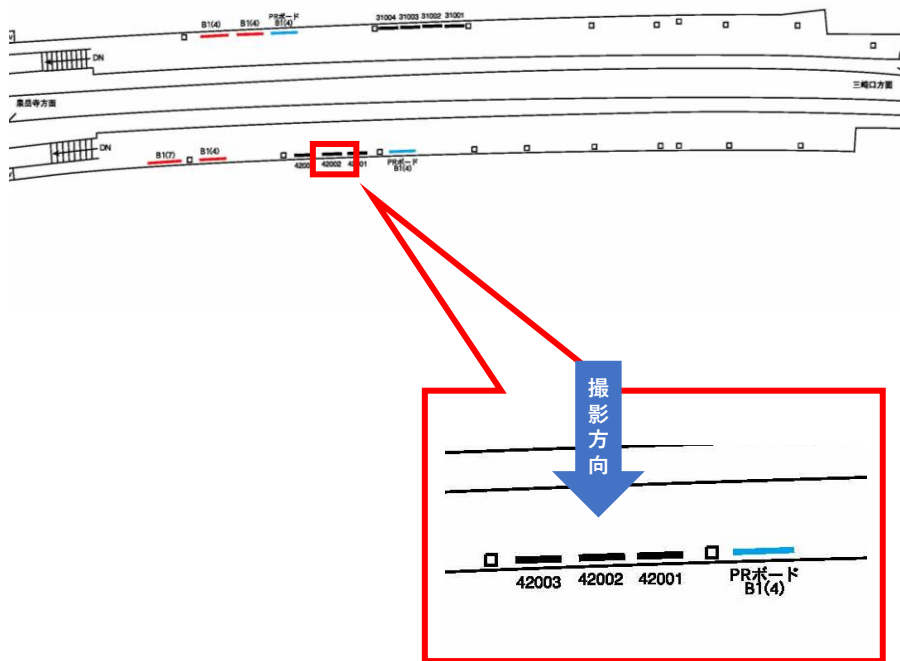 B1(4)
B1(4)
PRボード
B1(4)
31004 31003 31002 31001
DN
泉岳寺方面
三崎口方面
DN
B1(7)
B1(4)
42002
PRボード
B1(4)
撮影方向
42003 42002 42001
PRボード
B1(4)